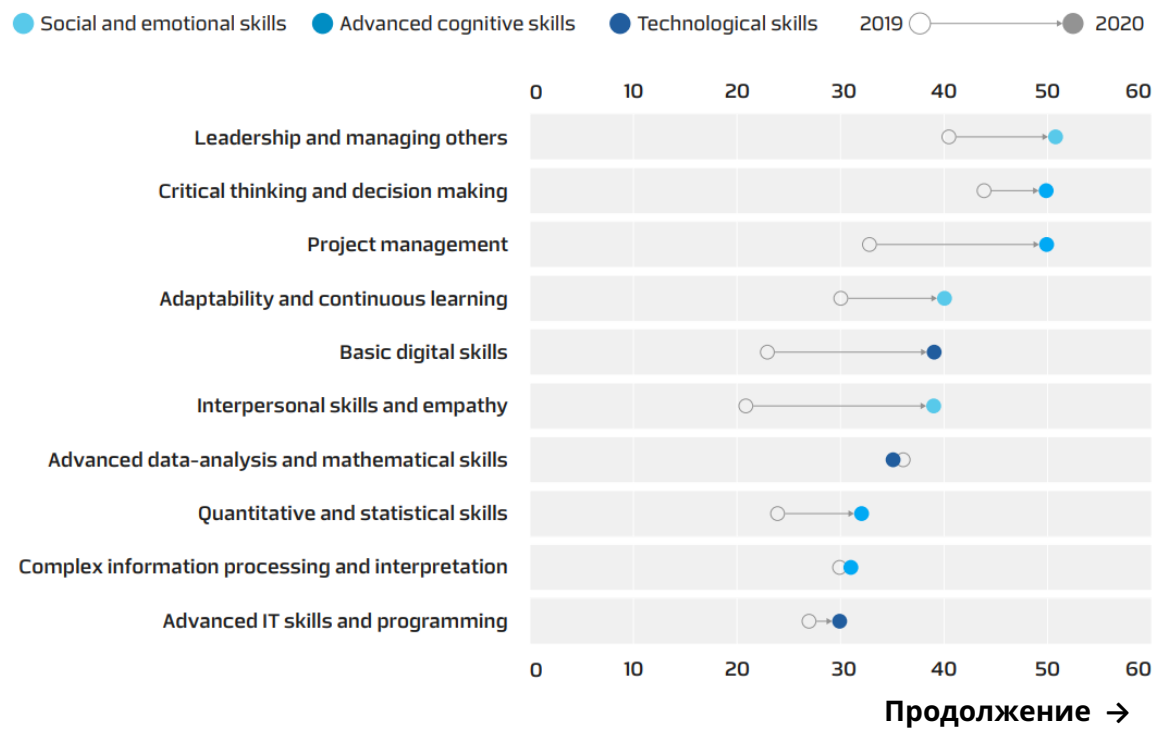 Social and emotional skills Advanced cognitive skills Technological skills 2019 2020
0 10 20 30 40 50 60
Leadership and managing others
Critical thinking and decision making
Project management
Adaptability and continuous learning
Basic digital skills
Interpersonal skills and empathy
Advanced data-analysis and mathematical skills
Quantitative and statistical skills
Complex information processing and interpretation
Advanced IT skills and programming
0 10 20 30 40 50 60
Продолжение →